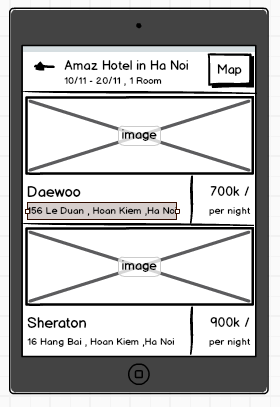 Amaz Hotel in Ha Noi
10/11 - 20/11 , 1 Room
Map
image
Daewoo
700k /
156 Le Duan , Hoan Kiem ,Ha Noi
per night
image
Sheraton
900k /
16 Hang Bai , Hoan Kiem ,Ha Noi
per night